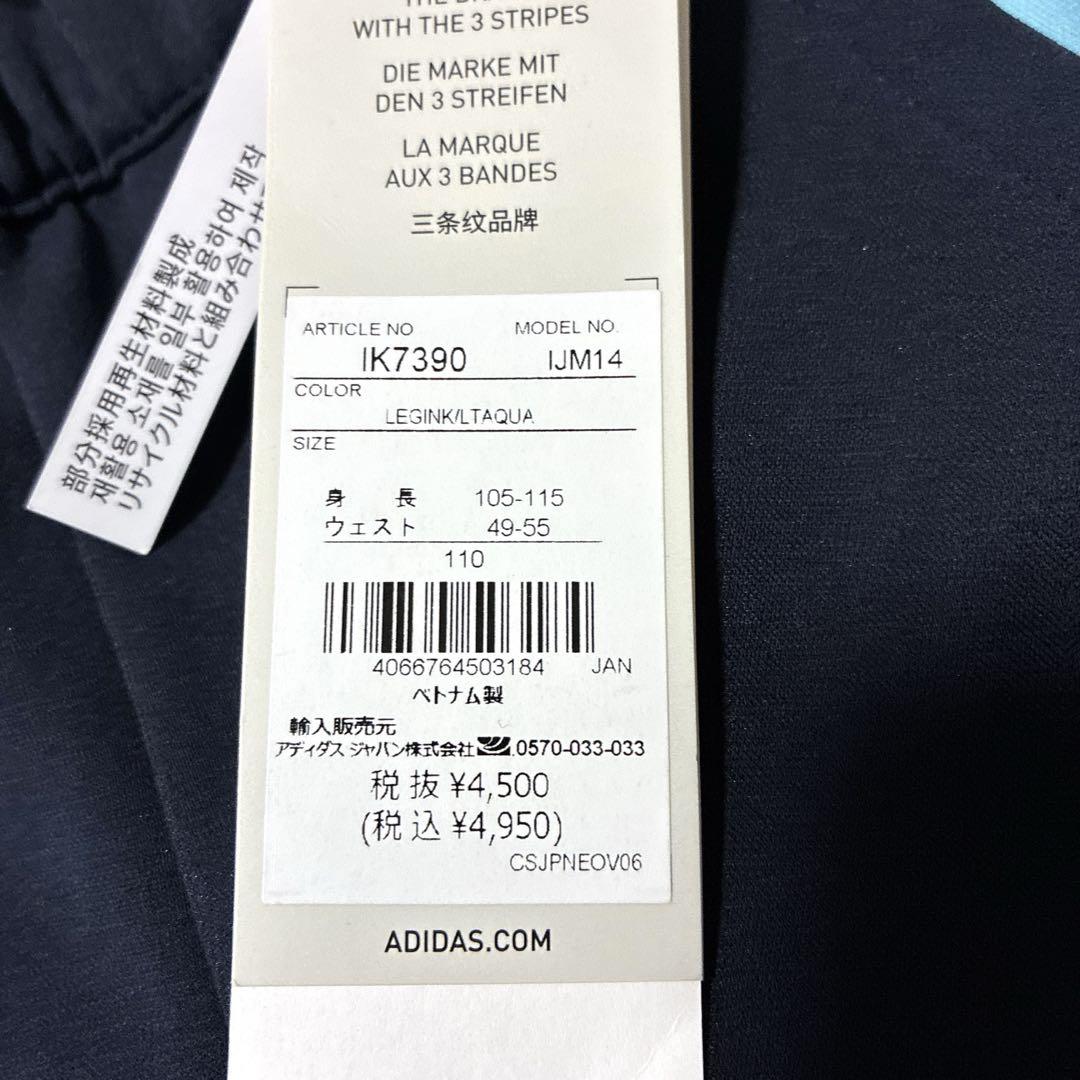 WITH THE 3 STRIPES
DIE MARKE MIT
DEN 3 STREIFEN
LA MARQUE
AUX 3 BANDES
三条纹品牌
部分採用再生材料製成
재활용 소재를 일부 활용하여 제작
リサイクル材料と組み合わせ
ARTICLE NO MODEL NO.
IK7390 IJM14
COLOR
LEGINK/LTAQUA
SIZE
身 長 105-115
ウェスト 49-55
110
4066764503184 JAN
ベトナム製
輸入販売元
アディダス ジャパン株式会社 0570-033-033
税抜 ¥4,500
(税込 ¥4,950)
CSJPNEOV06
ADIDAS.COM